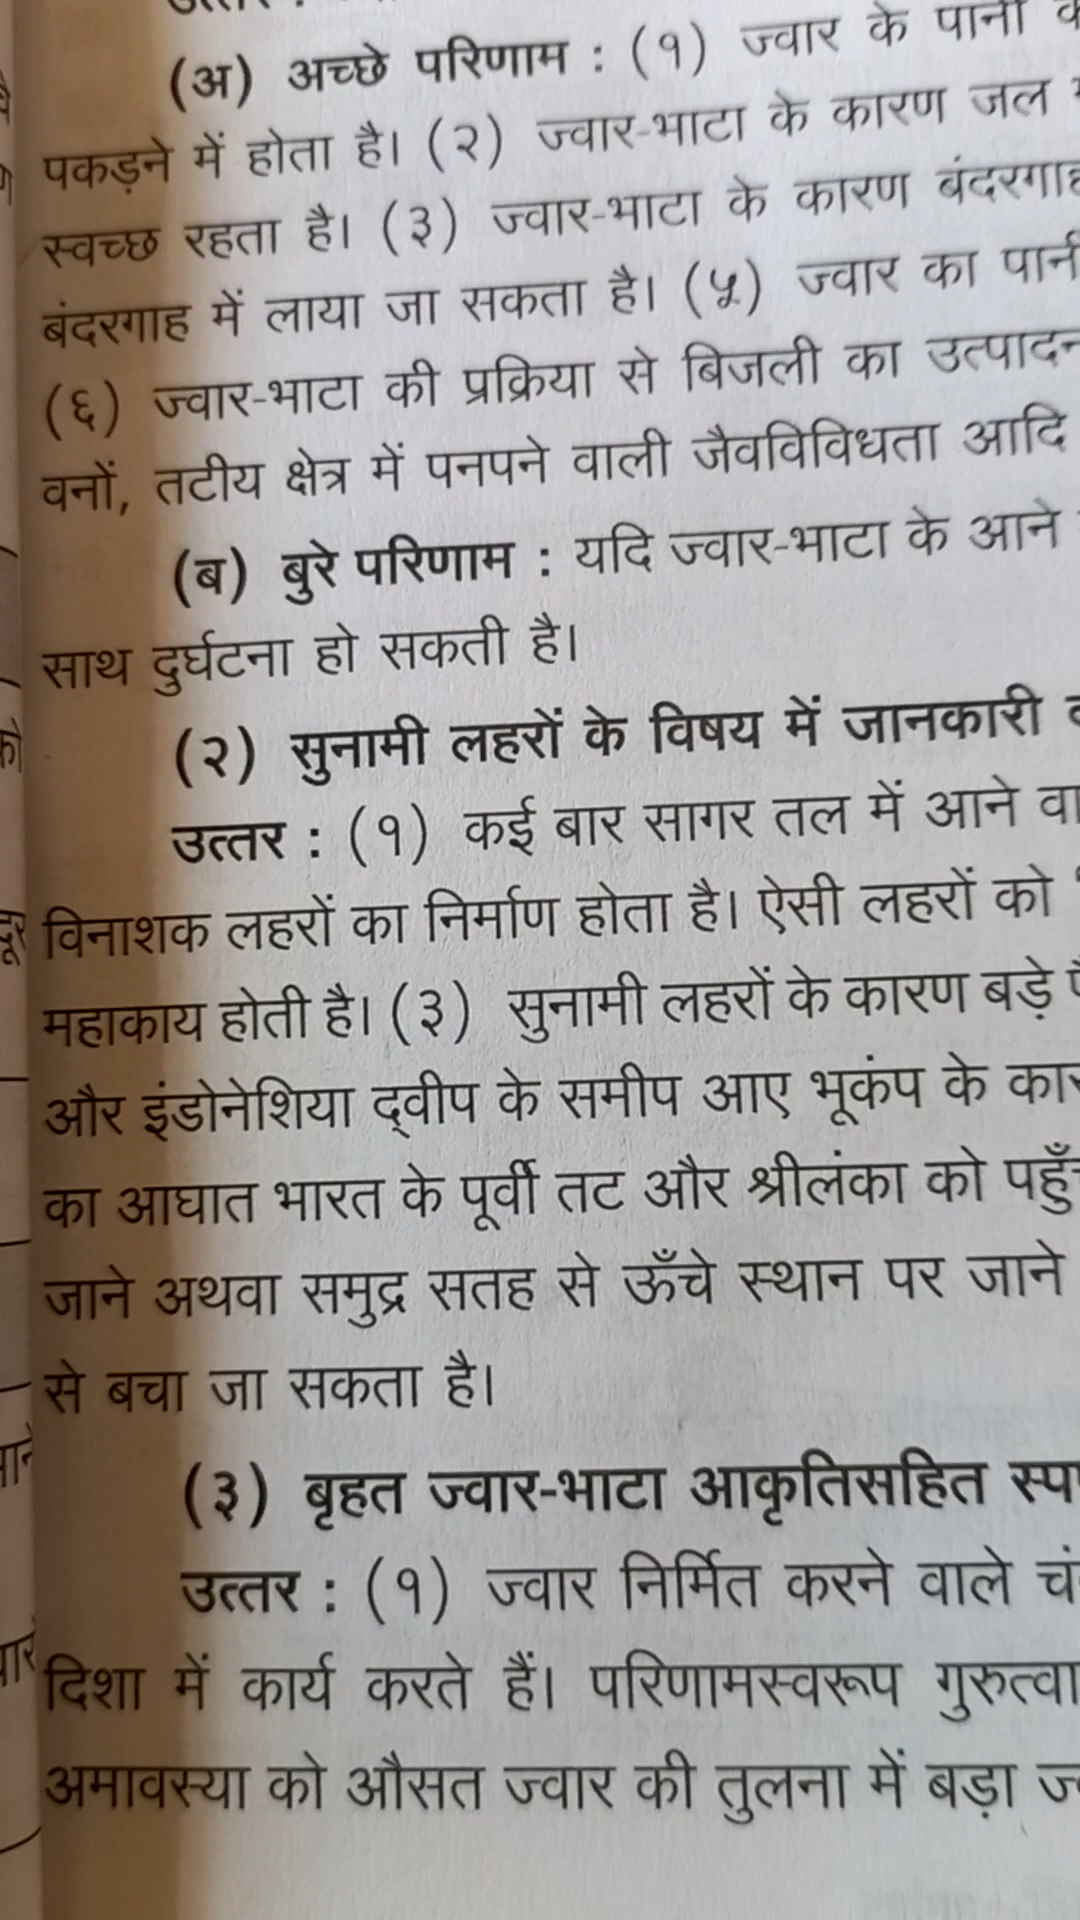 (अ) अच्छे परिणाम : (१) ज्वार के पानी
पकड़ने में होता है। (२) ज्वार-भाटा के कारण जल
स्वच्छ रहता है। (३) ज्वार-भाटा के कारण बंदरगाह
बंदरगाह में लाया जा सकता है। (५) ज्वार का पानी
(६) ज्वार-भाटा की प्रक्रिया से बिजली का उत्पादन
वनों, तटीय क्षेत्र में पनपने वाली जैवविविधता आदि
(ब) बुरे परिणाम : यदि ज्वार-भाटा के आने
साथ दुर्घटना हो सकती है।
(२) सुनामी लहरों के विषय में जानकारी
उत्तर : (१) कई बार सागर तल में आने
विनाशक लहरों का निर्माण होता है। ऐसी लहरों को
महाकाय होती है। (३) सुनामी लहरों के कारण बड़े
और इंडोनेशिया द्वीप के समीप आए भूकंप के
का आघात भारत के पूर्वी तट और श्रीलंका को
जाने अथवा समुद्र सतह से ऊँचे स्थान पर जाने
से बचा जा सकता है।
(३) बृहत ज्वार-भाटा आकृतिसहित
उत्तर : (१) ज्वार निर्मित करने वाले
दिशा में कार्य करते हैं। परिणामस्वरूप
अमावस्या को औसत ज्वार की तुलना में बड़ा